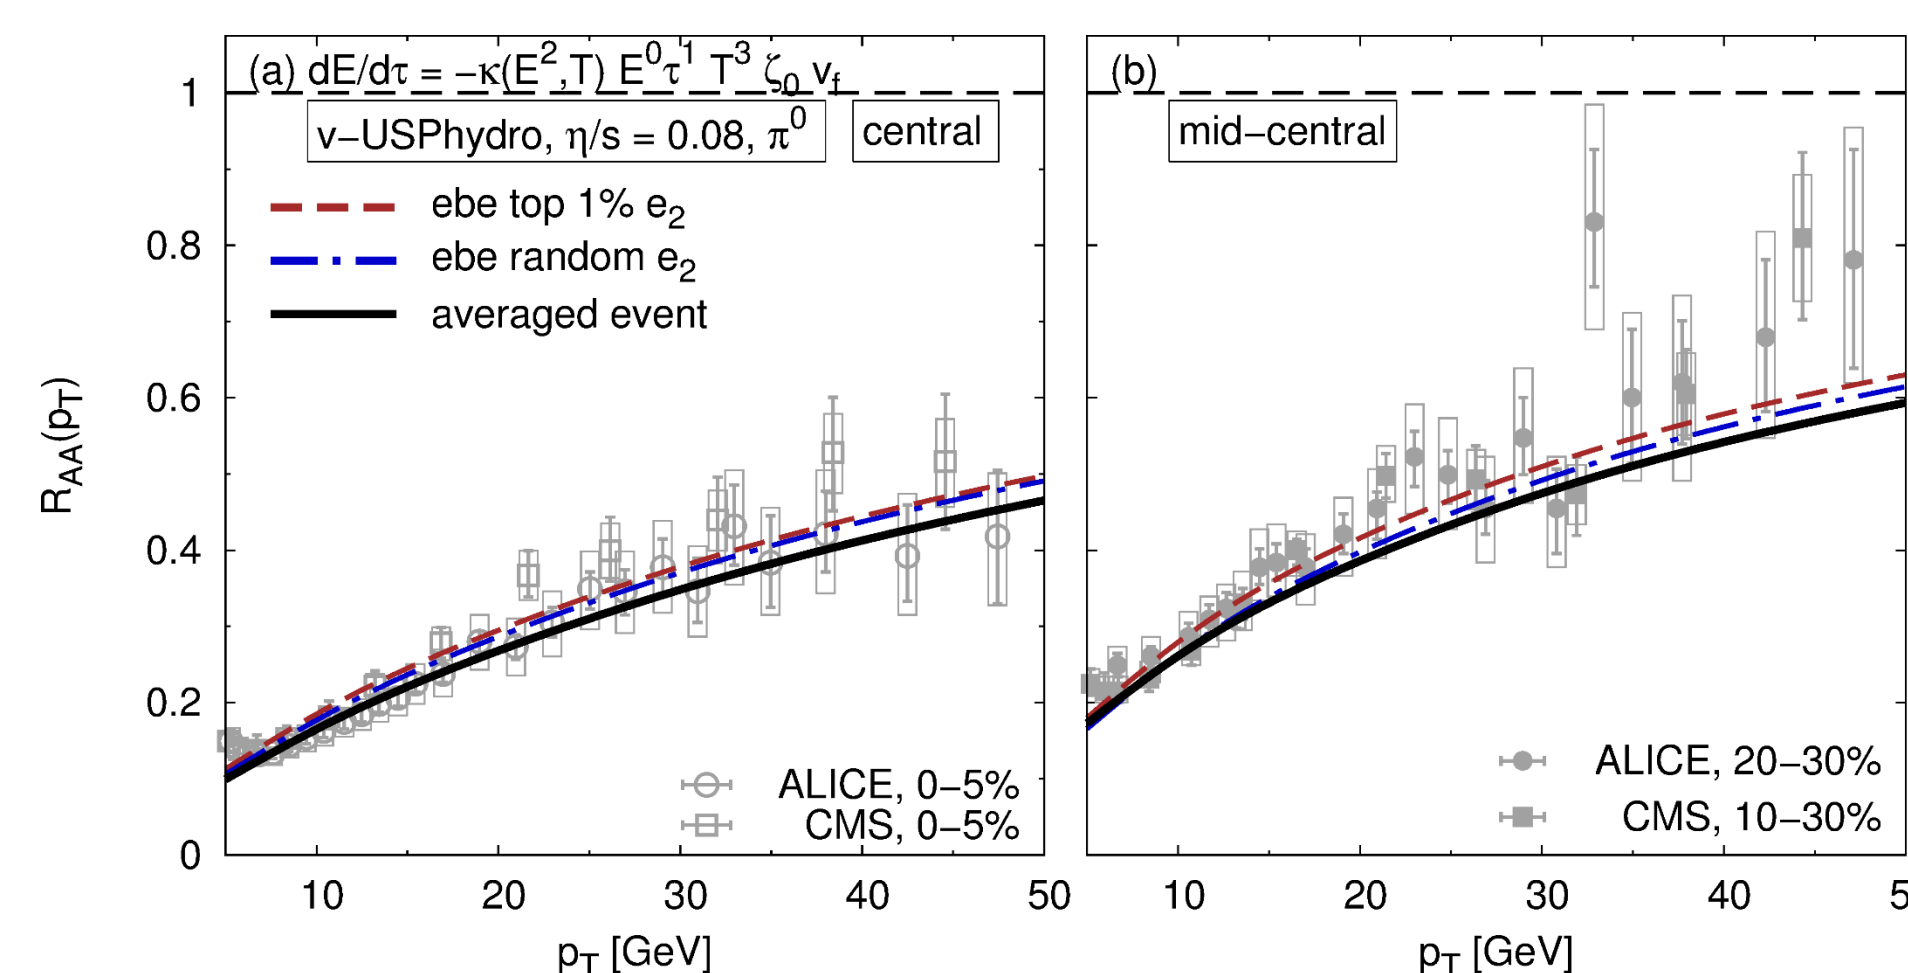 (a) dE/dτ = −κ(E²,T) E⁰τ¹ T³ ζ₀ v_f
v−USPhydro, η/s = 0.08, π⁰
central
ebe top 1% e₂
ebe random e₂
averaged event
ALICE, 0−5%
CMS, 0−5%
(b)
mid−central
ALICE, 20−30%
CMS, 10−30%
R_AA(p_T)
1
0.8
0.6
0.4
0.2
0
10 20 30 40 50
10 20 30 40 5
p_T [GeV]
p_T [GeV]